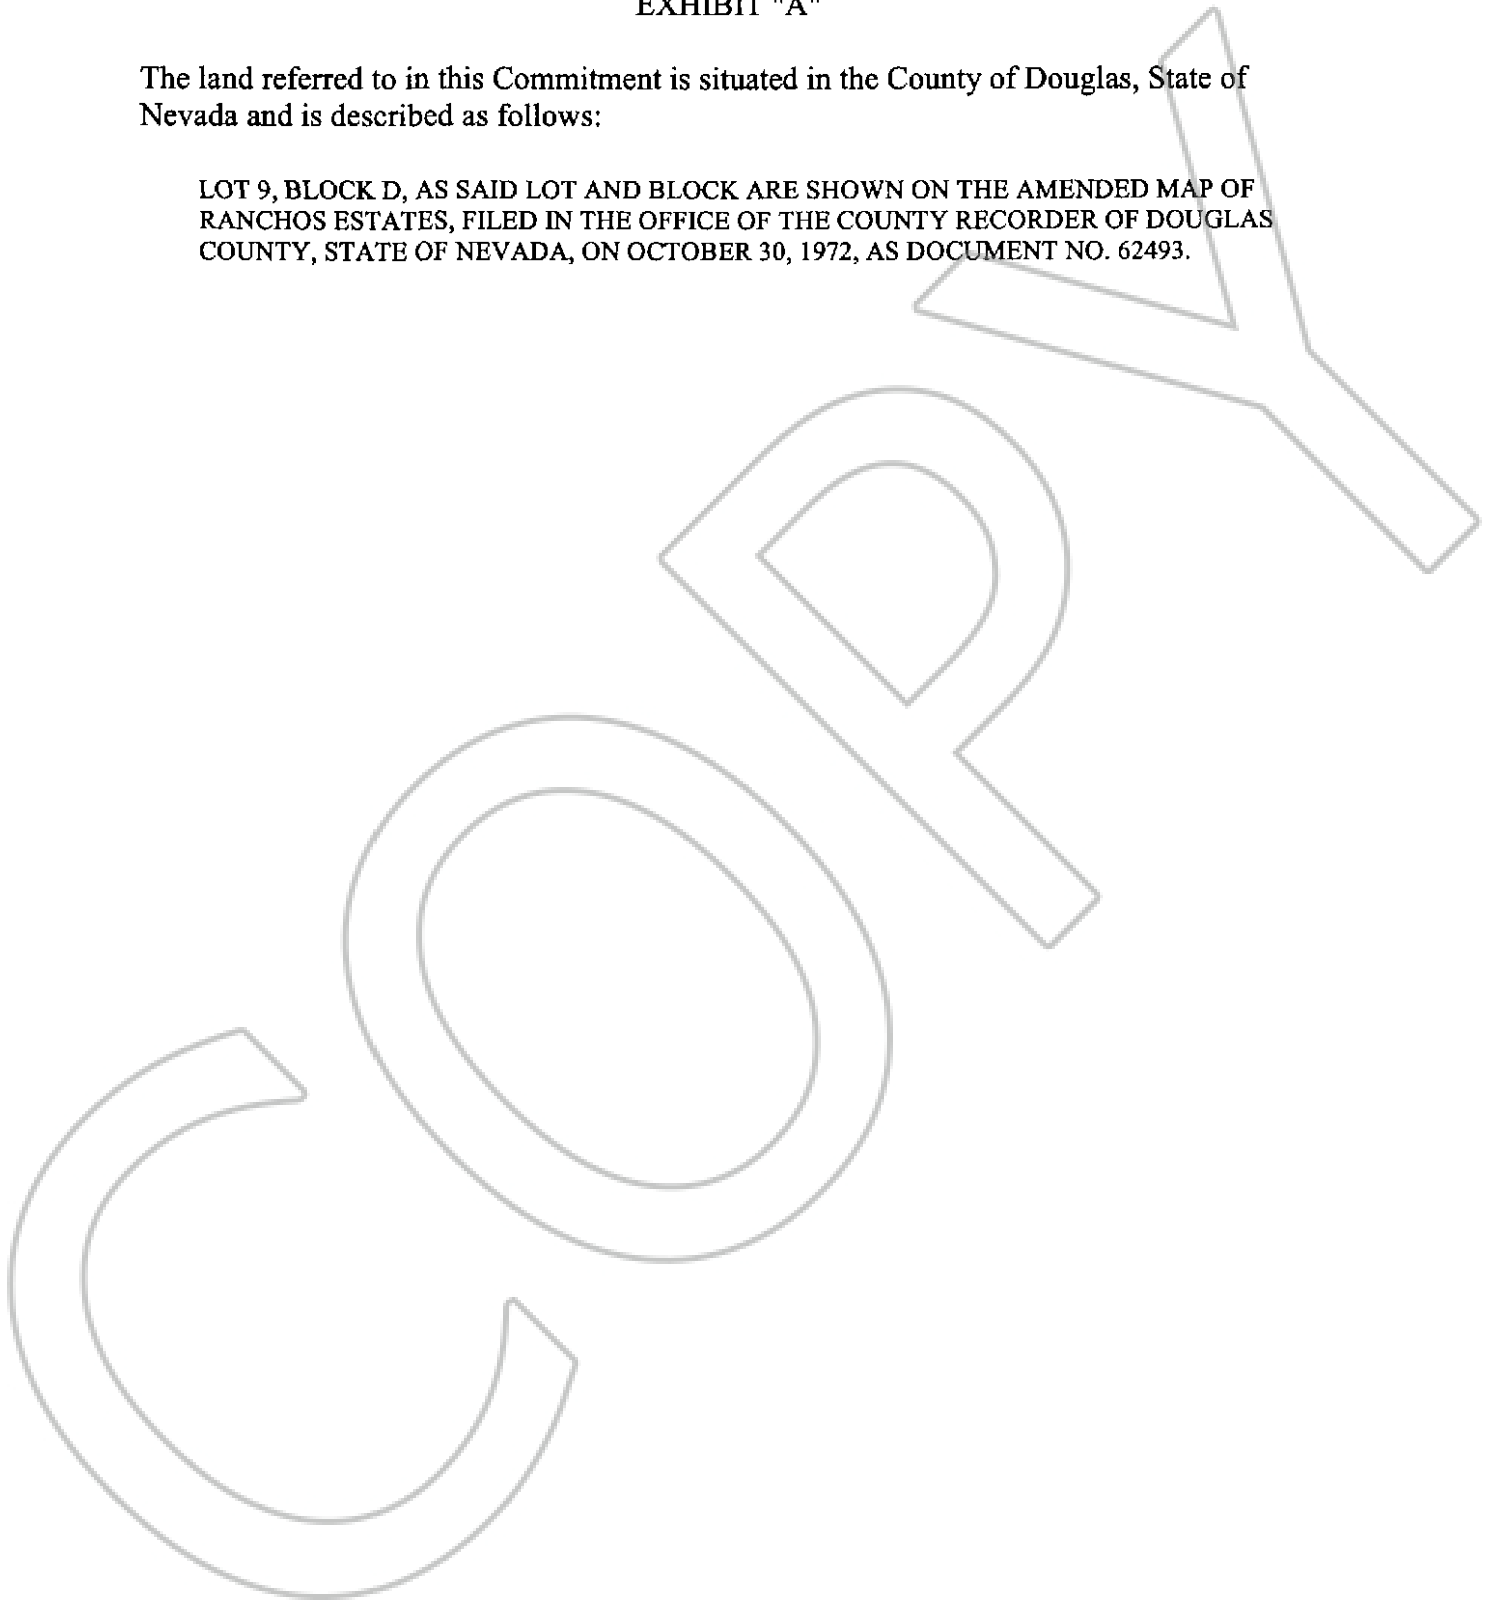 EXHIBIT "A"
The land referred to in this Commitment is situated in the County of Douglas, State of
Nevada and is described as follows:
LOT 9, BLOCK D, AS SAID LOT AND BLOCK ARE SHOWN ON THE AMENDED MAP OF
RANCHOS ESTATES, FILED IN THE OFFICE OF THE COUNTY RECORDER OF DOUGLAS
COUNTY, STATE OF NEVADA, ON OCTOBER 30, 1972, AS DOCUMENT NO. 62493.
COPY